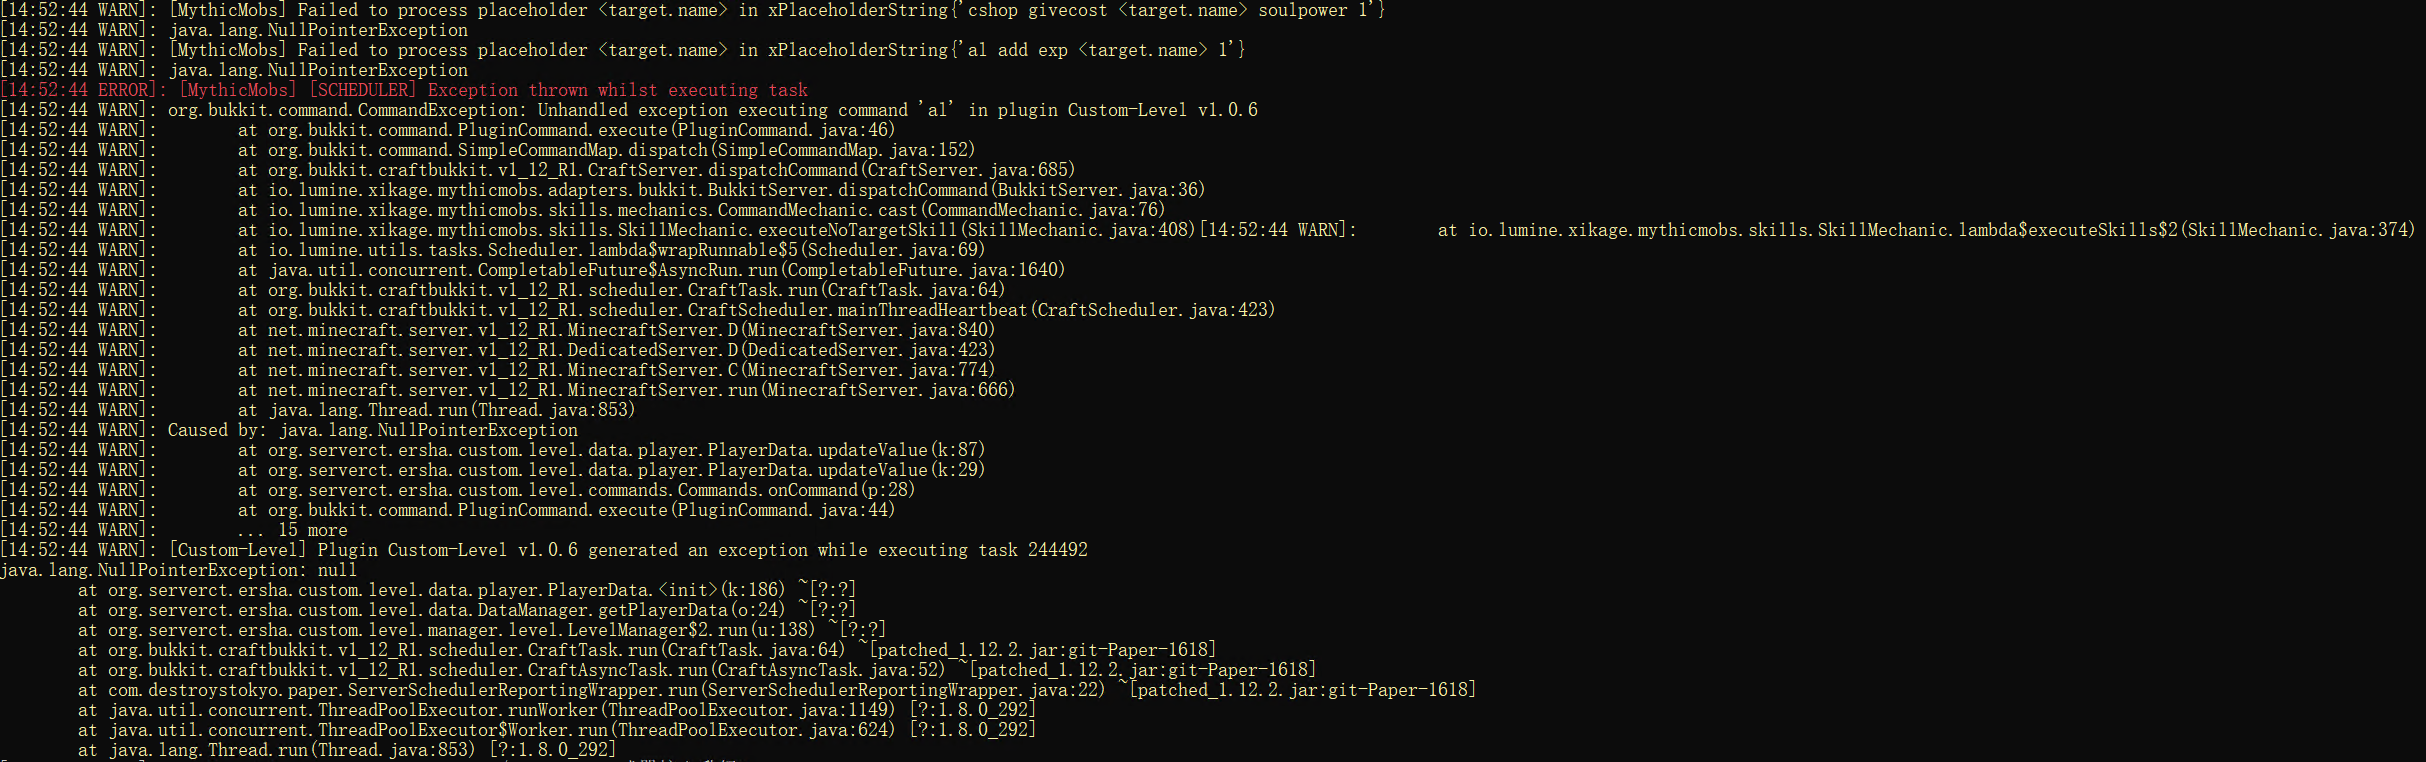 [14:52:44 WARN]: [MythicMobs] Failed to process placeholder <target.name> in xPlaceholderString{'cshop givecost <target.name> soulpower 1'}
[14:52:44 WARN]: java.lang.NullPointerException
[14:52:44 WARN]: [MythicMobs] Failed to process placeholder <target.name> in xPlaceholderString{'al add exp <target.name> 1'}
[14:52:44 WARN]: java.lang.NullPointerException
[14:52:44 ERROR]: [MythicMobs] [SCHEDULER] Exception thrown whilst executing task
[14:52:44 WARN]: org.bukkit.command.CommandException: Unhandled exception executing command 'al' in plugin Custom-Level v1.0.6
[14:52:44 WARN]:        at org.bukkit.command.PluginCommand.execute(PluginCommand.java:46)
[14:52:44 WARN]:        at org.bukkit.command.SimpleCommandMap.dispatch(SimpleCommandMap.java:152)
[14:52:44 WARN]:        at org.bukkit.craftbukkit.v1_12_R1.CraftServer.dispatchCommand(CraftServer.java:685)
[14:52:44 WARN]:        at io.lumine.xikage.mythicmobs.adapters.bukkit.BukkitServer.dispatchCommand(BukkitServer.java:36)
[14:52:44 WARN]:        at io.lumine.xikage.mythicmobs.skills.mechanics.CommandMechanic.cast(CommandMechanic.java:76)
[14:52:44 WARN]:        at io.lumine.xikage.mythicmobs.skills.SkillMechanic.executeNoTargetSkill(SkillMechanic.java:408)[14:52:44 WARN]:        at io.lumine.xikage.mythicmobs.skills.SkillMechanic.lambda$executeSkills$2(SkillMechanic.java:374)
[14:52:44 WARN]:        at io.lumine.utils.tasks.Scheduler.lambda$wrapRunnable$5(Scheduler.java:69)
[14:52:44 WARN]:        at java.util.concurrent.CompletableFuture$AsyncRun.run(CompletableFuture.java:1640)
[14:52:44 WARN]:        at org.bukkit.craftbukkit.v1_12_R1.scheduler.CraftTask.run(CraftTask.java:64)
[14:52:44 WARN]:        at org.bukkit.craftbukkit.v1_12_R1.scheduler.CraftScheduler.mainThreadHeartbeat(CraftScheduler.java:423)
[14:52:44 WARN]:        at net.minecraft.server.v1_12_R1.MinecraftServer.D(MinecraftServer.java:840)
[14:52:44 WARN]:        at net.minecraft.server.v1_12_R1.DedicatedServer.D(DedicatedServer.java:423)
[14:52:44 WARN]:        at net.minecraft.server.v1_12_R1.MinecraftServer.C(MinecraftServer.java:774)
[14:52:44 WARN]:        at net.minecraft.server.v1_12_R1.MinecraftServer.run(MinecraftServer.java:666)
[14:52:44 WARN]:        at java.lang.Thread.run(Thread.java:853)
[14:52:44 WARN]: Caused by: java.lang.NullPointerException
[14:52:44 WARN]:        at org.serverct.ersha.custom.level.data.player.PlayerData.updateValue(k:87)
[14:52:44 WARN]:        at org.serverct.ersha.custom.level.data.player.PlayerData.updateValue(k:29)
[14:52:44 WARN]:        at org.serverct.ersha.custom.level.commands.Commands.onCommand(p:28)
[14:52:44 WARN]:        at org.bukkit.command.PluginCommand.execute(PluginCommand.java:44)
[14:52:44 WARN]:        ... 15 more
[14:52:44 WARN]: [Custom-Level] Plugin Custom-Level v1.0.6 generated an exception while executing task 244492
java.lang.NullPointerException: null
        at org.serverct.ersha.custom.level.data.player.PlayerData.<init>(k:186) ~[?:?]
        at org.serverct.ersha.custom.level.data.DataManager.getPlayerData(o:24) ~[?:?]
        at org.serverct.ersha.custom.level.manager.level.LevelManager$2.run(u:138) ~[?:?]
        at org.bukkit.craftbukkit.v1_12_R1.scheduler.CraftTask.run(CraftTask.java:64) ~[patched_1.12.2.jar:git-Paper-1618]
        at org.bukkit.craftbukkit.v1_12_R1.scheduler.CraftAsyncTask.run(CraftAsyncTask.java:52) ~[patched_1.12.2.jar:git-Paper-1618]
        at com.destroystokyo.paper.ServerSchedulerReportingWrapper.run(ServerSchedulerReportingWrapper.java:22) ~[patched_1.12.2.jar:git-Paper-1618]
        at java.util.concurrent.ThreadPoolExecutor.runWorker(ThreadPoolExecutor.java:1149) [?:1.8.0_292]
        at java.util.concurrent.ThreadPoolExecutor$Worker.run(ThreadPoolExecutor.java:624) [?:1.8.0_292]
        at java.lang.Thread.run(Thread.java:853) [?:1.8.0_292]